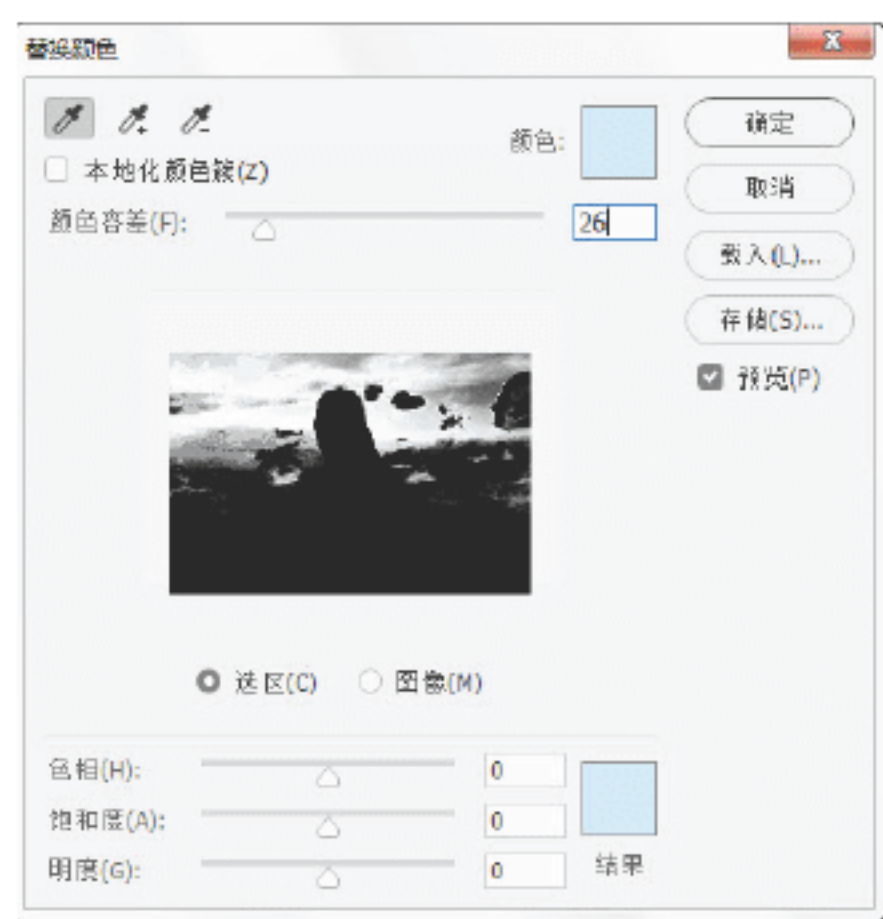 替换颜色
颜色:
确定
本地化颜色簇(Z)
取消
颜色容差(F):
26
载入(L)...
存储(S)...
预览(P)
选区(C)
图像(M)
色相(H):
0
饱和度(A):
0
明度(G):
0
结果